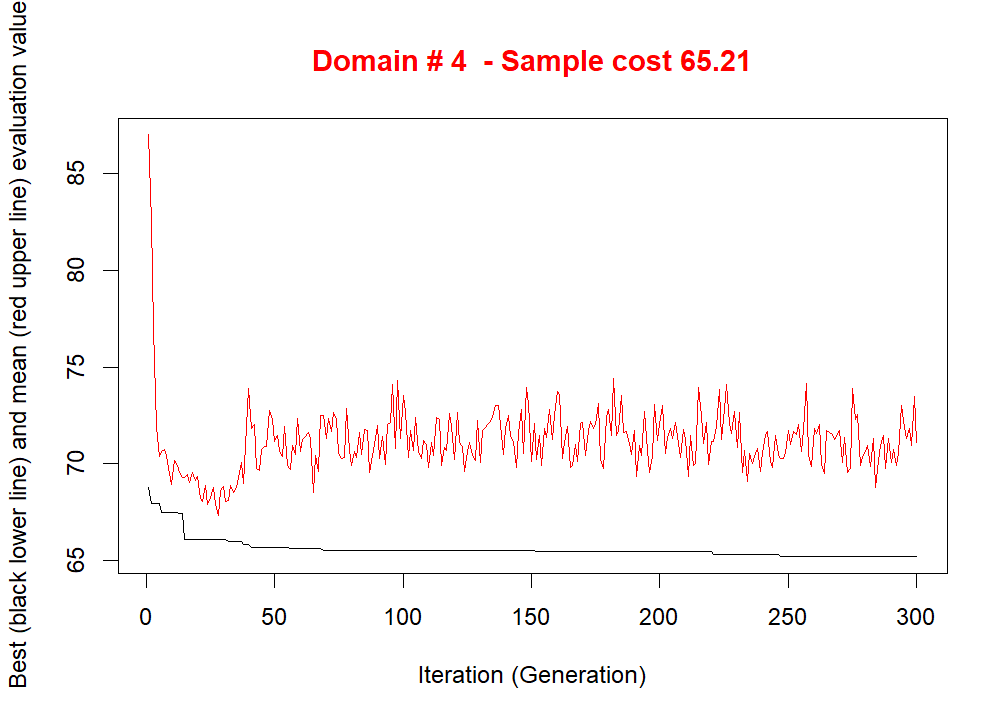 Domain # 4  - Sample cost 65.21
Best (black lower line) and mean (red upper line) evaluation value
85
80
75
70
65
0 50 100 150 200 250 300
Iteration (Generation)